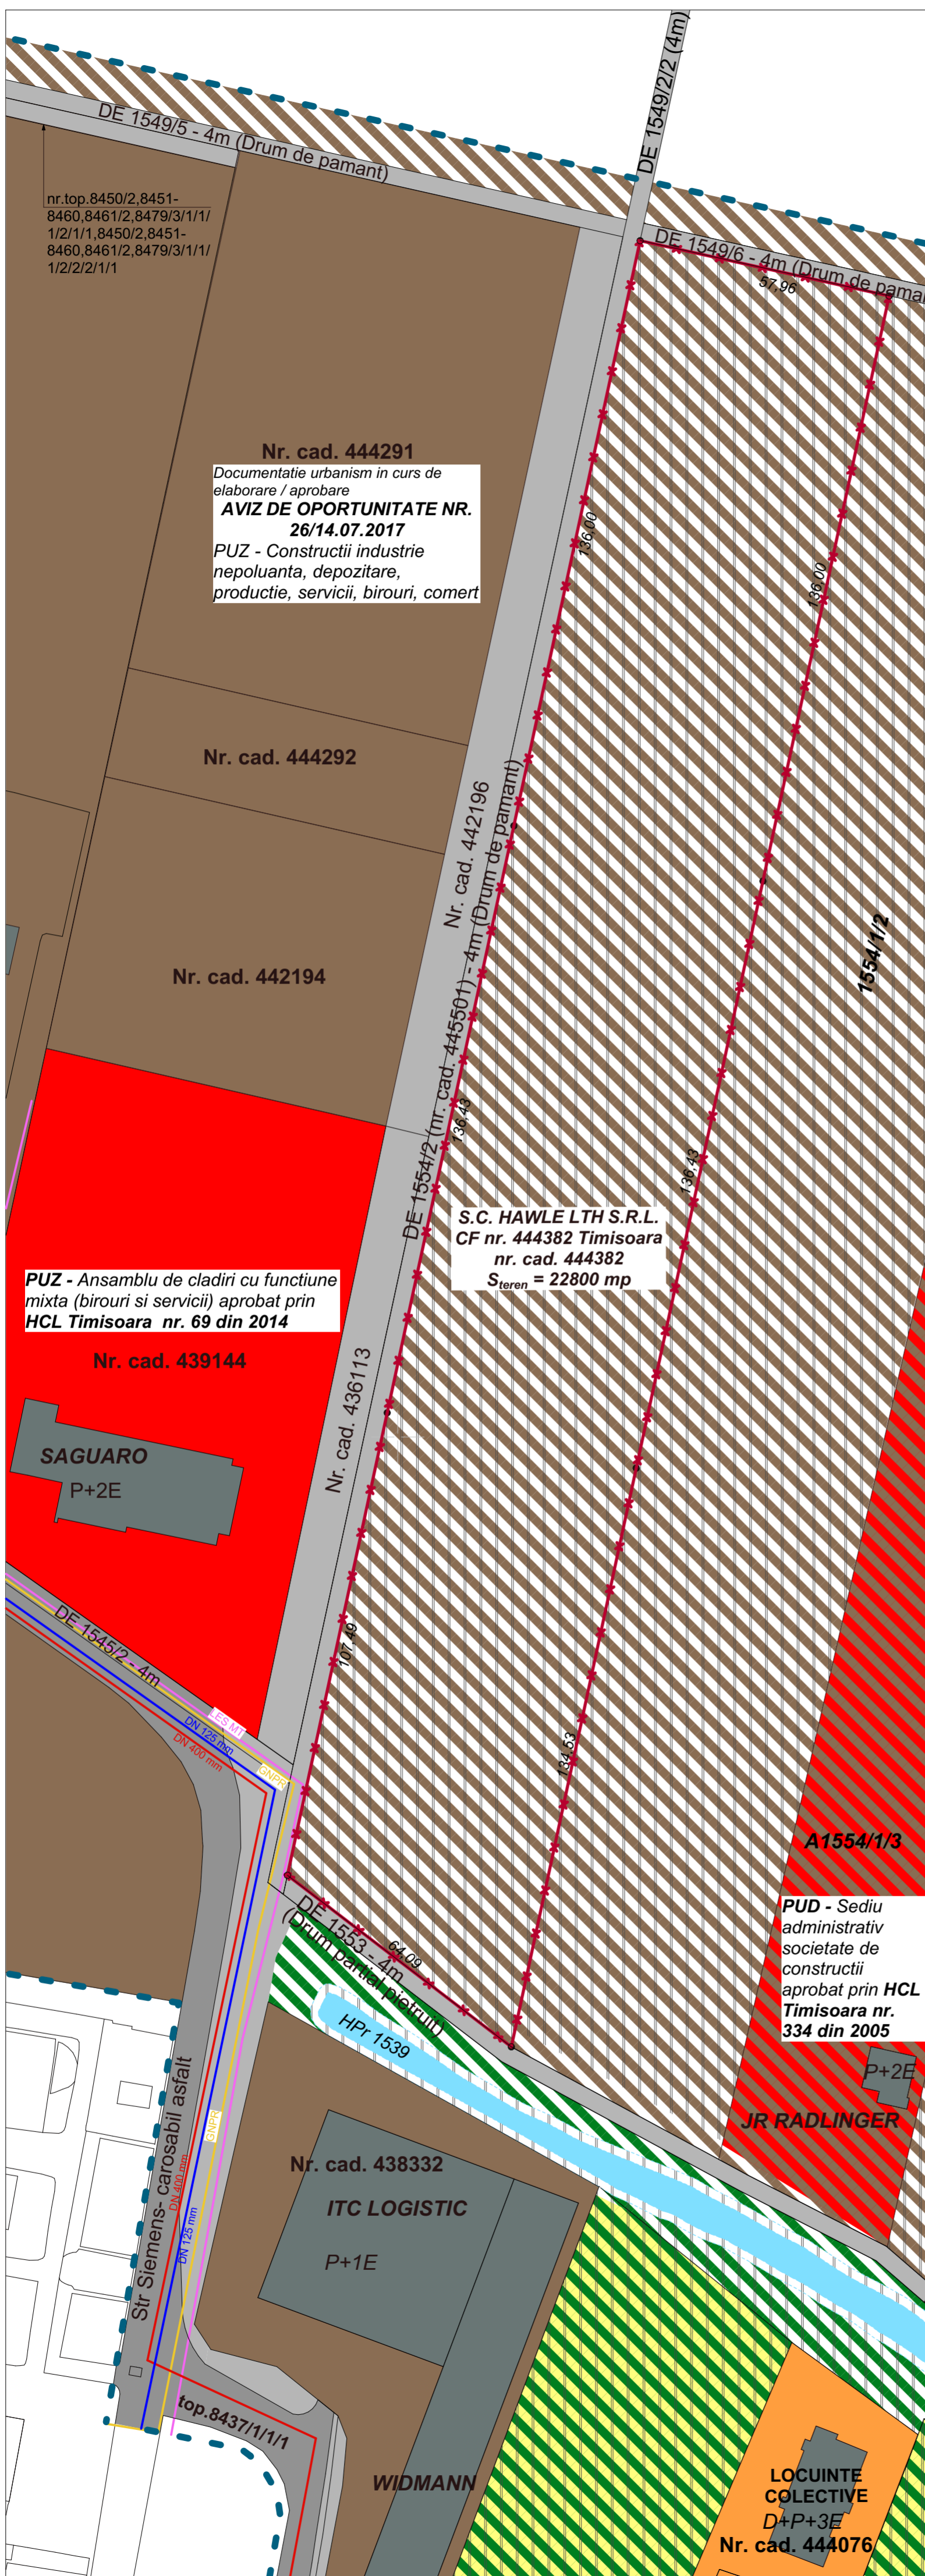 DE 1549/2/2 (4m)
DE 1549/5 - 4m (Drum de pamant)
nr.top.8450/2,8451-
8460,8461/2,8479/3/1/1/
1/2/1/1,8450/2,8451-
8460,8461/2,8479/3/1/1/
1/2/2/2/1/1
DE 1549/6 - 4m (Drum de pamar
57,96
Nr. cad. 444291
Documentatie urbanism in curs de
elaborare / aprobare
AVIZ DE OPORTUNITATE NR.
26/14.07.2017
PUZ - Constructii industrie
nepoluanta, depozitare,
productie, servicii, birouri, comert
136,00
136,00
Nr. cad. 444292
Nr. cad. 442196
DE 1554/2 (nr. cad. 445501) - 4m (Drum de pamant)
1554/1/2
Nr. cad. 442194
136,43
136,43
S.C. HAWLE LTH S.R.L.
CF nr. 444382 Timisoara
nr. cad. 444382
Steren = 22800 mp
PUZ - Ansamblu de cladiri cu functiune
mixta (birouri si servicii) aprobat prin
HCL Timisoara nr. 69 din 2014
Nr. cad. 439144
Nr. cad. 436113
SAGUARO
P+2E
DE 1545/2 - 4m
107,49
LES MT
DN 125 mm
DN 400 mm
GNPR
134,53
A1554/1/3
PUD - Sediu
administrativ
societate de
constructii
aprobat prin HCL
Timisoara nr.
334 din 2005
DE 1553 - 4m
(Drum partial pietruit)
64,09
HPr 1539
P+2E
JR RADLINGER
Str Siemens- carosabil asfalt
GNPR
DN 400 mm
DN 125 mm
Nr. cad. 438332
ITC LOGISTIC
P+1E
top.8437/1/1/1
WIDMANN
LOCUINTE
COLECTIVE
D+P+3E
Nr. cad. 444076